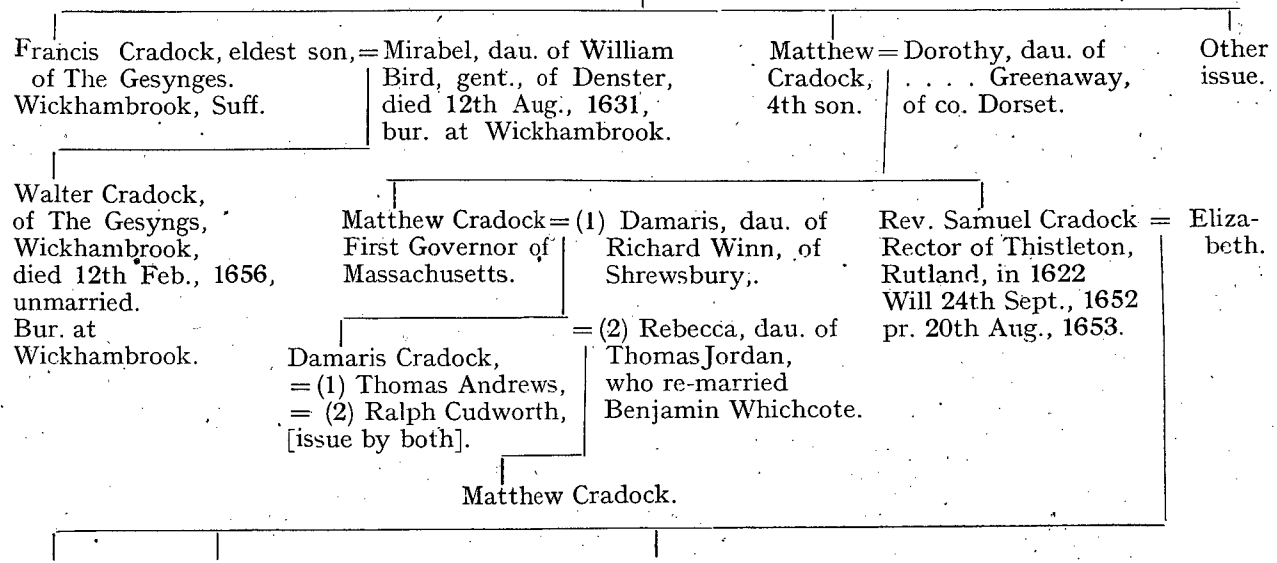 Francis Cradock, eldest son, =
of The Gesynges.
Wickhambrook, Suff.
Mirabel, dau. of William
Bird, gent., of Denster,
died 12th Aug., 1631,
bur. at Wickhambrook.
Matthew =
Cradock,
4th son.
Dorothy, dau. of
. . . . Greenaway,
of co. Dorset.
Other
issue.
Walter Cradock,
of The Gesyngs,
Wickhambrook,
died 12th Feb., 1656,
unmarried.
Bur. at
Wickhambrook.
Matthew Cradock =
First Governor of
Massachusetts.
(1) Damaris, dau. of
Richard Winn, of
Shrewsbury,.
= (2) Rebecca, dau. of
Thomas Jordan,
who re-married
Benjamin Whichcote.
Rev. Samuel Cradock =
Rector of Thistleton,
Rutland, in 1622
Will 24th Sept., 1652
pr. 20th Aug., 1653.
Eliza-
beth.
Damaris Cradock,
= (1) Thomas Andrews,
= (2) Ralph Cudworth,
[issue by both].
Matthew Cradock.